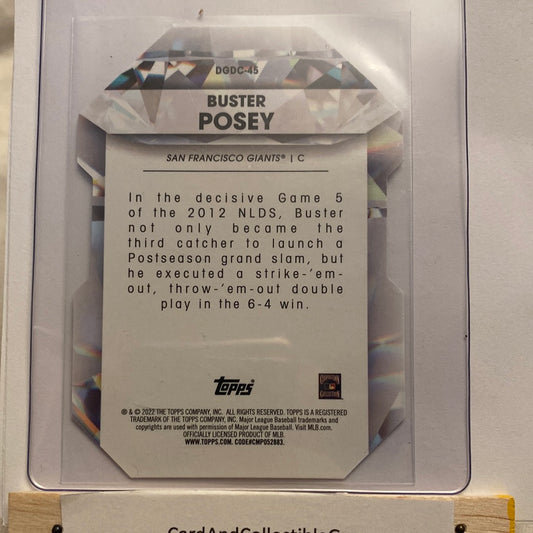 DGDC-45
BUSTER
POSEY
SAN FRANCISCO GIANTS® | C
In the decisive Game 5
of the 2012 NLDS, Buster
not only became the
third catcher to launch a
Postseason grand slam, but
he executed a strike-'em-
out, throw-'em-out double
play in the 6-4 win.
Topps
® & © 2022 THE TOPPS COMPANY, INC. ALL RIGHTS RESERVED. TOPPS IS A REGISTERED
TRADEMARK OF THE TOPPS COMPANY, INC. Major League Baseball trademarks and
copyrights are used with permission of Major League Baseball. Visit MLB.com.
OFFICIALLY LICENSED PRODUCT OF MLB.
WWW.TOPPS.COM. CODE#CMP052883.